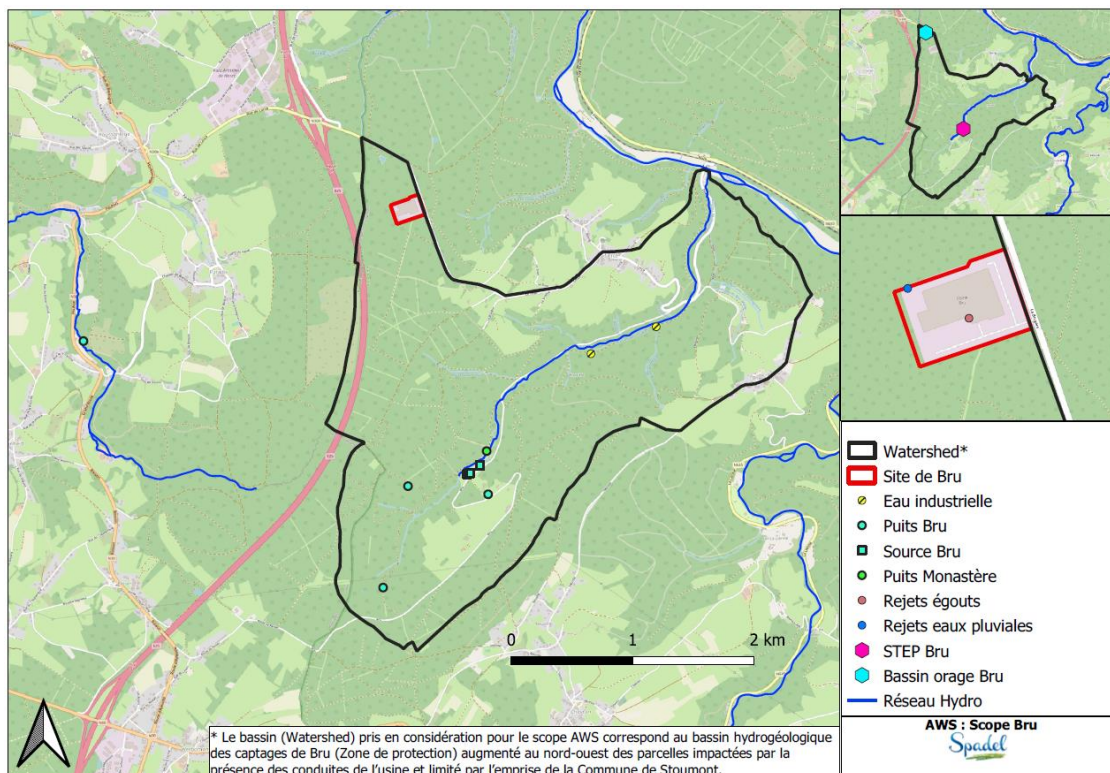 0 1 2 km
* Le bassin (Watershed) pris en considération pour le scope AWS correspond au bassin hydrogéologique
des captages de Bru (Zone de protection) augmenté au nord-ouest des parcelles impactées par la
présence des conduites de l'usine et limité par l'emprise de la Commune de Stoumont.
Watershed*
Site de Bru
Eau industrielle
Puits Bru
Source Bru
Puits Monastère
Rejets égouts
Rejets eaux pluviales
STEP Bru
Bassin orage Bru
Réseau Hydro
AWS : Scope Bru
Spadel